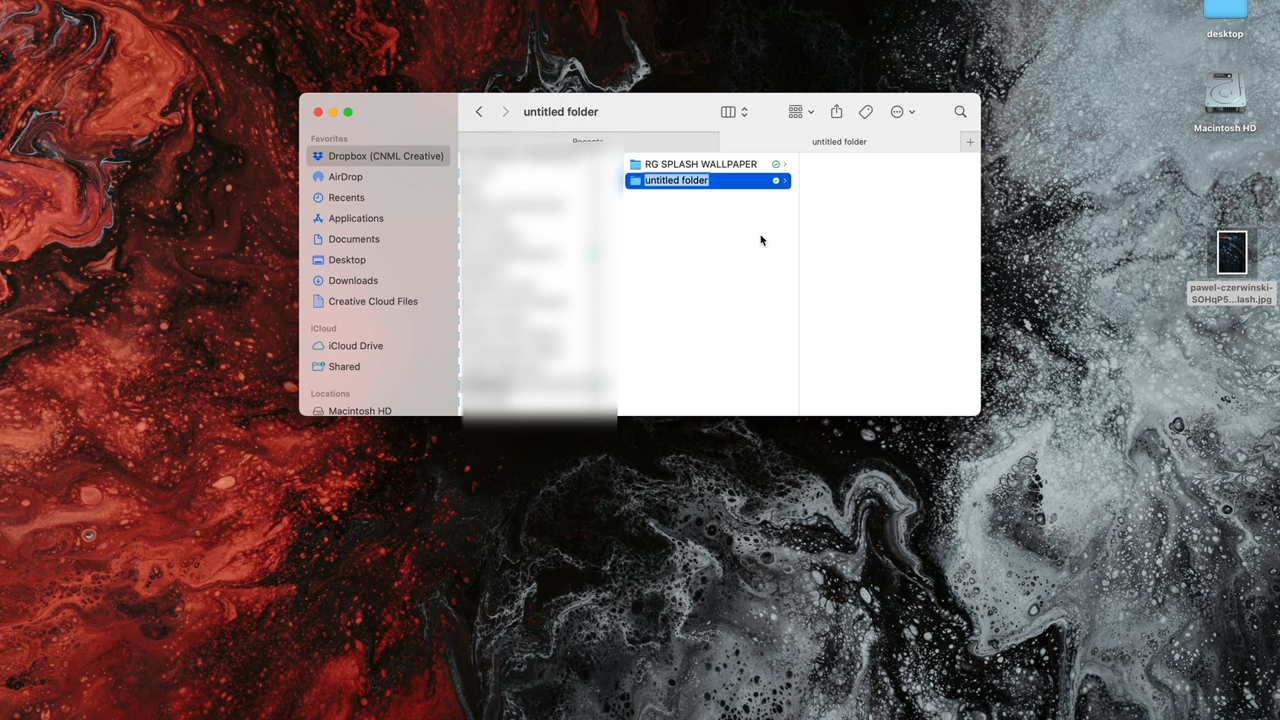 desktop
Macintosh HD
pawel-czerwinski-
SOHqP5...lash.jpg
untitled folder
Recents
untitled folder
Favorites
Dropbox (CNML Creative)
AirDrop
Recents
Applications
Documents
Desktop
Downloads
Creative Cloud Files
iCloud
iCloud Drive
Shared
Locations
Macintosh HD
RG SPLASH WALLPAPER
untitled folder